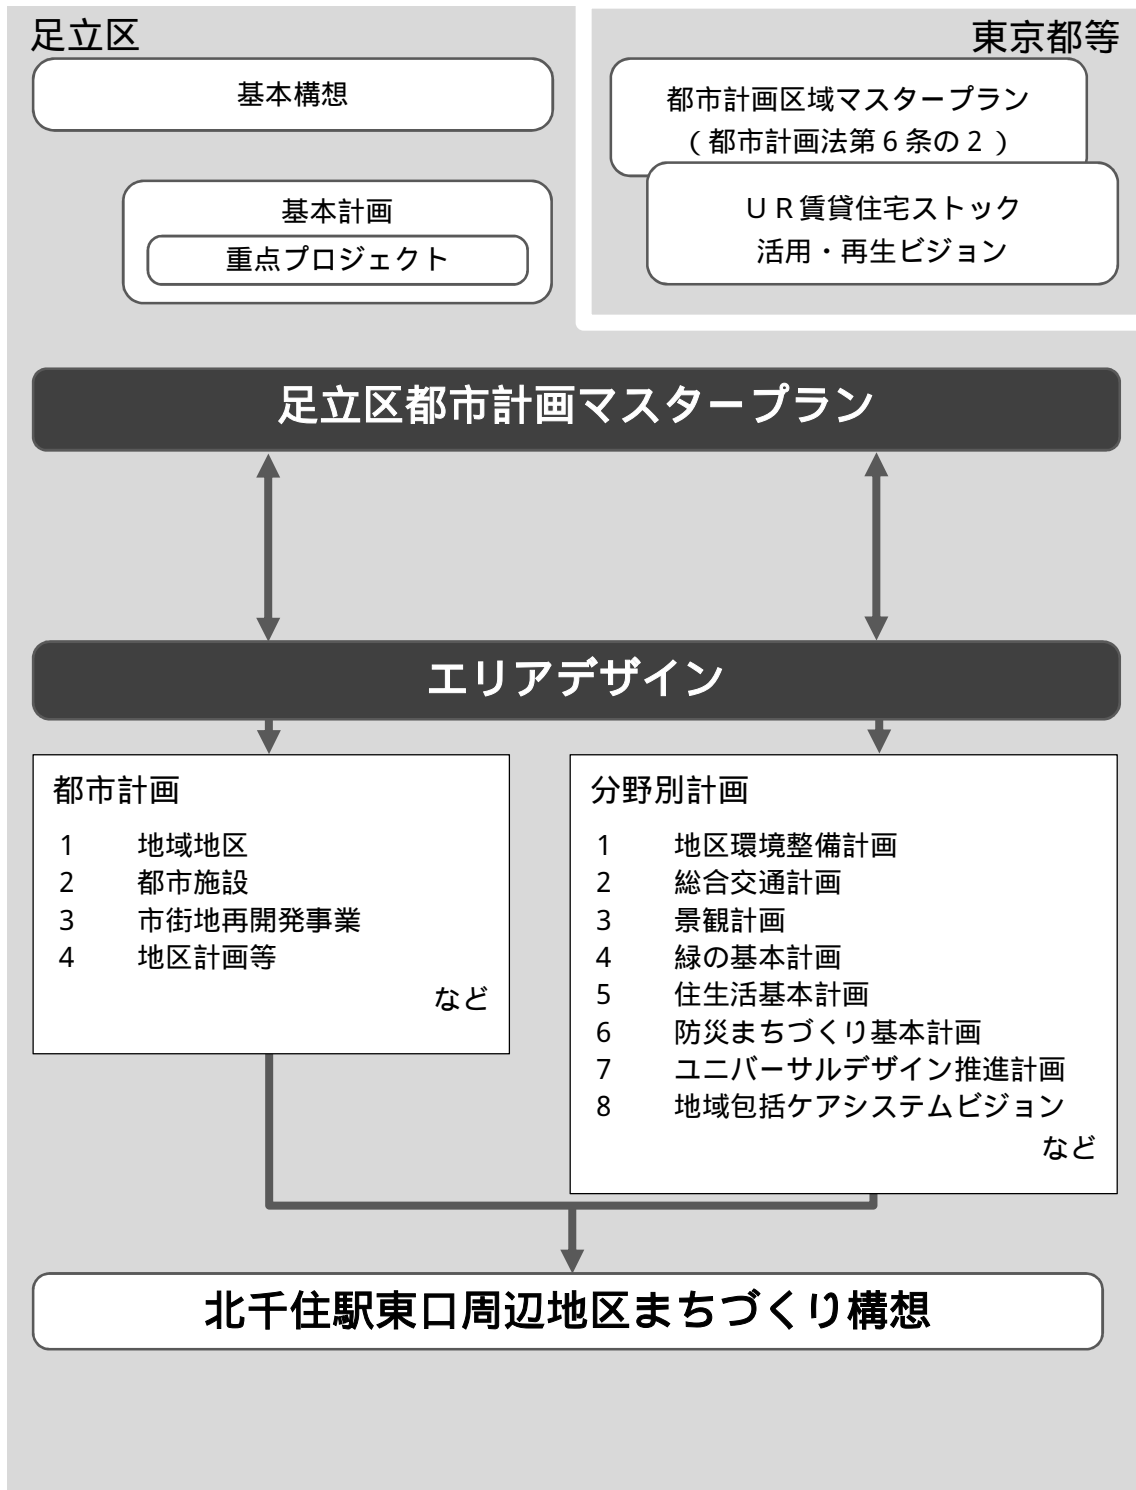 足立区
基本構想
基本計画
重点プロジェクト
東京都等
都市計画区域マスタープラン
（都市計画法第６条の２）
ＵＲ賃貸住宅ストック
活用・再生ビジョン
足立区都市計画マスタープラン
エリアデザイン
都市計画
1 地域地区
2 都市施設
3 市街地再開発事業
4 地区計画等
など
分野別計画
1 地区環境整備計画
2 総合交通計画
3 景観計画
4 緑の基本計画
5 住生活基本計画
6 防災まちづくり基本計画
7 ユニバーサルデザイン推進計画
8 地域包括ケアシステムビジョン
など
北千住駅東口周辺地区まちづくり構想